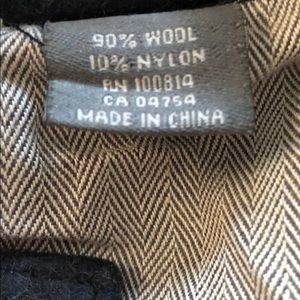 90% WOOL
10% NYLON
RN 100814
CA 04754
MADE IN CHINA